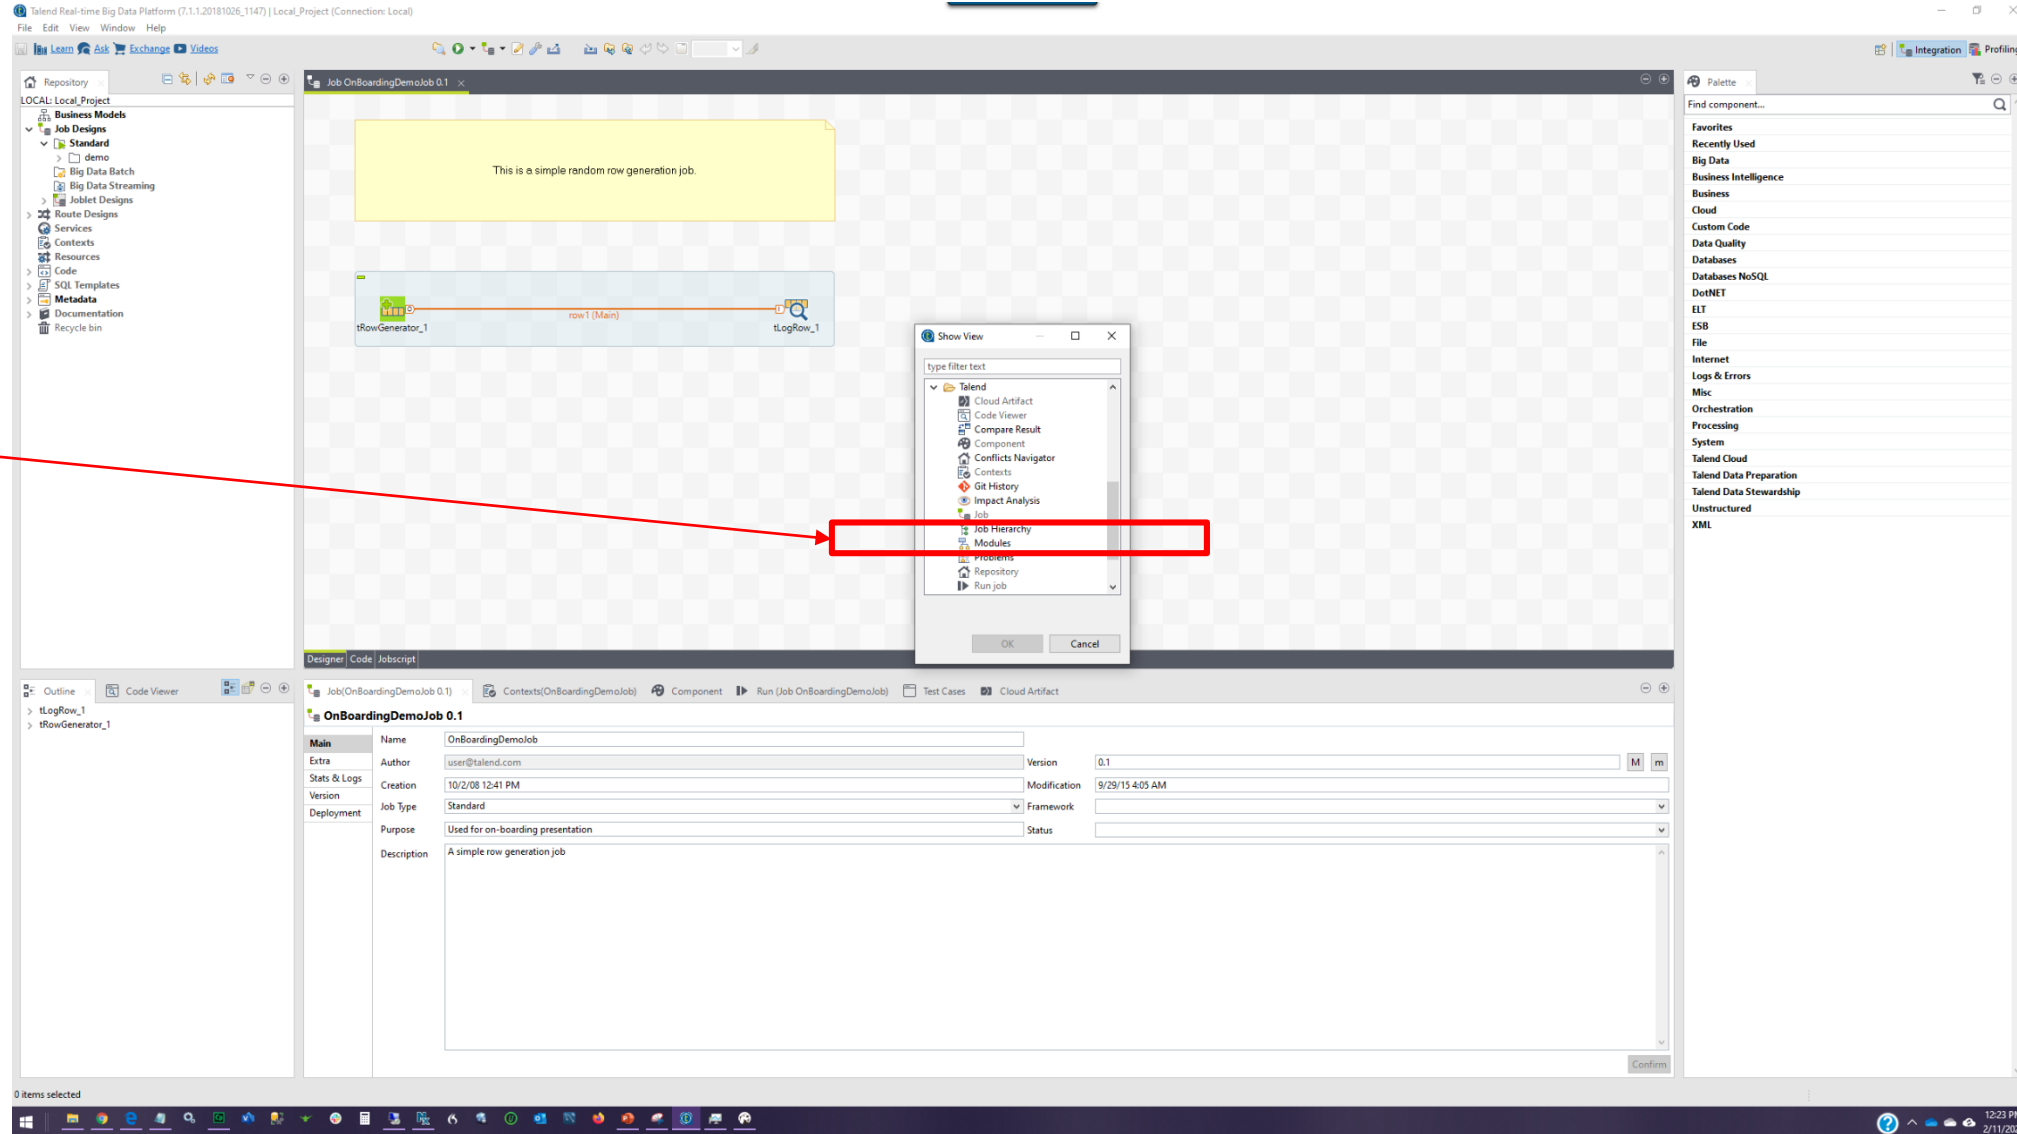 Talend Real-time Big Data Platform (7.1.1.20181026_1147) | Local_Project (Connection: Local)
File Edit View Window Help
Learn Ask Exchange Videos
Integration Profiling
Repository
LOCAL: Local_Project
Business Models
Job Designs
Standard
demo
Big Data Batch
Big Data Streaming
Joblet Designs
Route Designs
Services
Contexts
Resources
Code
SQL Templates
Metadata
Documentation
Recycle bin
Job OnBoardingDemoJob 0.1
This is a simple random row generation job.
row1 (Main)
tRowGenerator_1
tLogRow_1
Show View
type filter text
Talend
Cloud Artifact
Code Viewer
Compare Result
Component
Conflicts Navigator
Contexts
Git History
Impact Analysis
Job
Job Hierarchy
Modules
Problems
Repository
Run job
OK Cancel
Designer Code Jobscript
Palette
Find component...
Favorites
Recently Used
Big Data
Business Intelligence
Business
Cloud
Custom Code
Data Quality
Databases
Databases NoSQL
DotNET
ELT
ESB
File
Internet
Logs & Errors
Misc
Orchestration
Processing
System
Talend Cloud
Talend Data Preparation
Talend Data Stewardship
Unstructured
XML
Outline Code Viewer
tLogRow_1
tRowGenerator_1
Job(OnBoardingDemoJob 0.1) Contexts(OnBoardingDemoJob) Component Run (Job OnBoardingDemoJob) Test Cases Cloud Artifact
OnBoardingDemoJob 0.1
Main
Extra
Stats & Logs
Version
Deployment
Name OnBoardingDemoJob
Author user@talend.com Version 0.1 M m
Creation 10/2/08 12:41 PM Modification 9/29/15 4:05 AM
Job Type Standard Framework
Purpose Used for on-boarding presentation Status
Description A simple row generation job
Confirm
0 items selected
12:23 PM
2/11/202